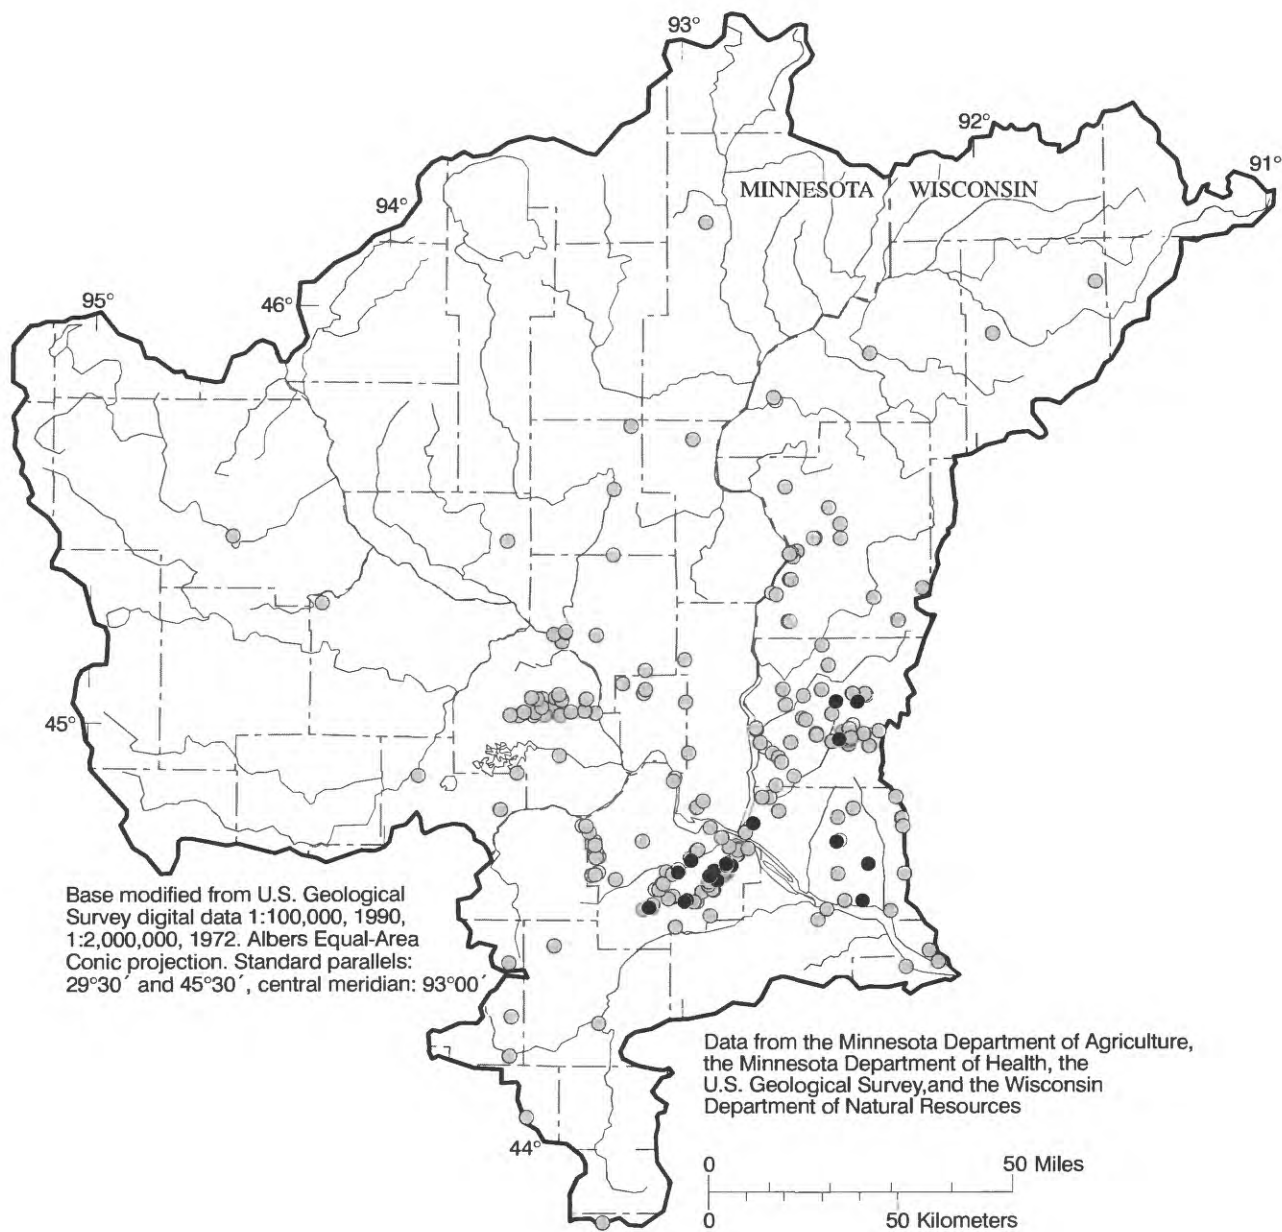 93°
92°
91°
MINNESOTA
WISCONSIN
94°
95°
46°
45°
Base modified from U.S. Geological
Survey digital data 1:100,000, 1990,
1:2,000,000, 1972. Albers Equal-Area
Conic projection. Standard parallels:
29°30´ and 45°30´, central meridian: 93°00´
Data from the Minnesota Department of Agriculture,
the Minnesota Department of Health, the
U.S. Geological Survey,and the Wisconsin
Department of Natural Resources
44°
0 50 Miles
0 50 Kilometers